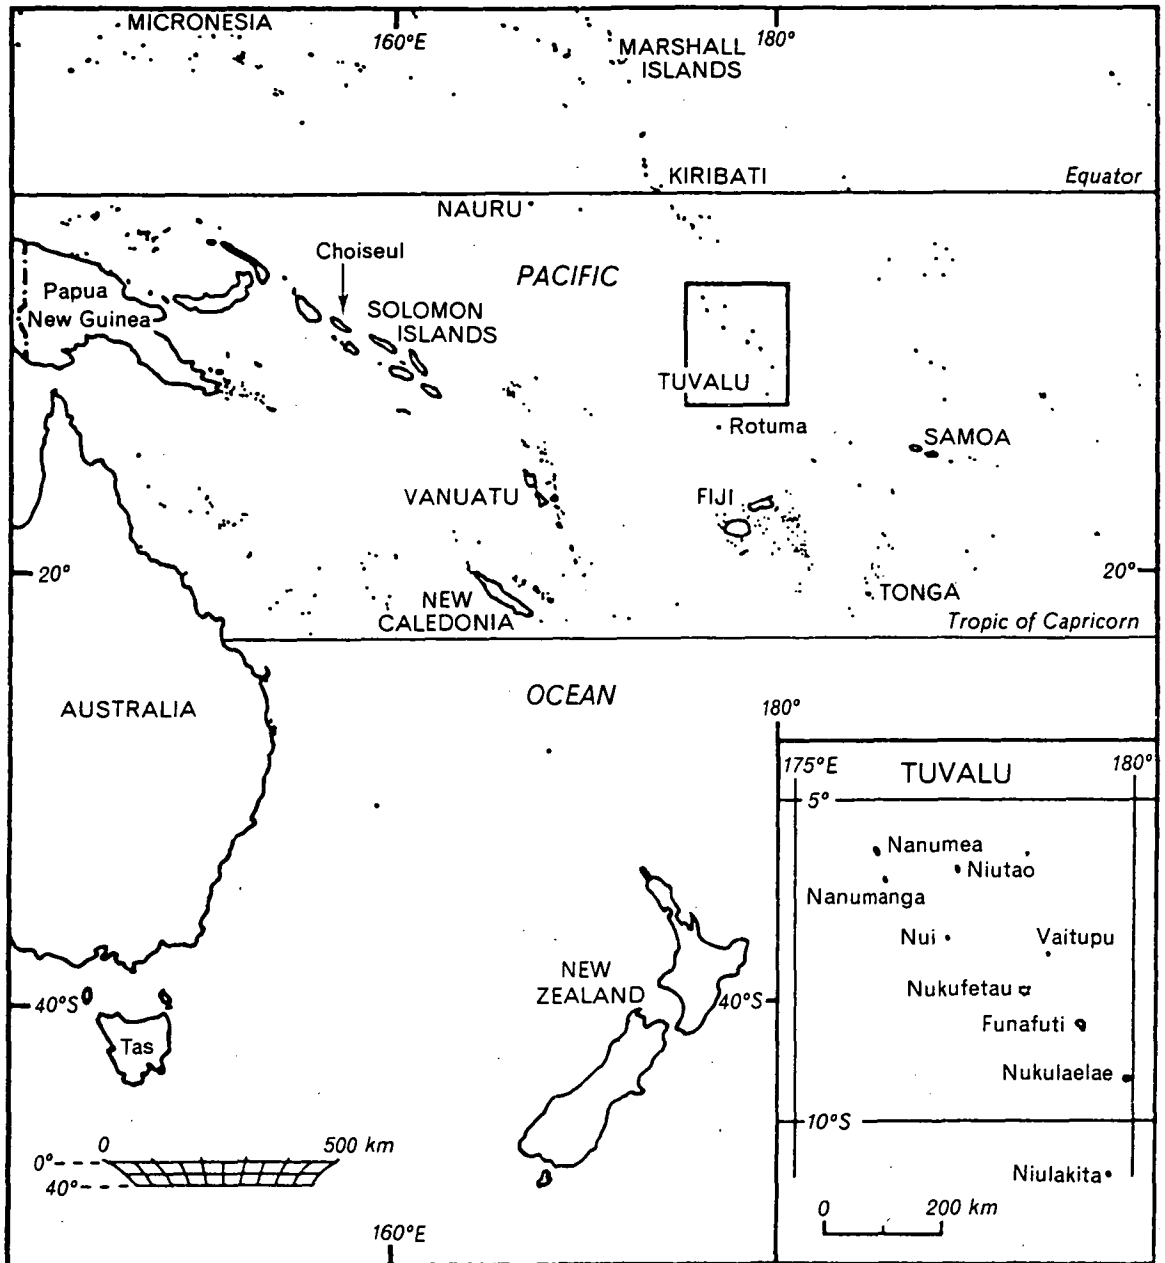 MICRONESIA
160°E
180°
MARSHALL
ISLANDS
KIRIBATI
Equator
NAURU
Choiseul
PACIFIC
Papua
New Guinea
SOLOMON
ISLANDS
TUVALU
Rotuma
SAMOA
VANUATU
FIJI
20°
20°
TONGA
NEW
CALEDONIA
Tropic of Capricorn
AUSTRALIA
OCEAN
180°
175°E
TUVALU
180°
5°
Nanumea
Niutao
Nanumanga
Nui
Vaitupu
NEW
ZEALAND
40°S
40°S
Nukufetau
Funafuti
Tas
Nukulaelae
10°S
0
500 km
0°
40°
Niulakita
0
200 km
160°E